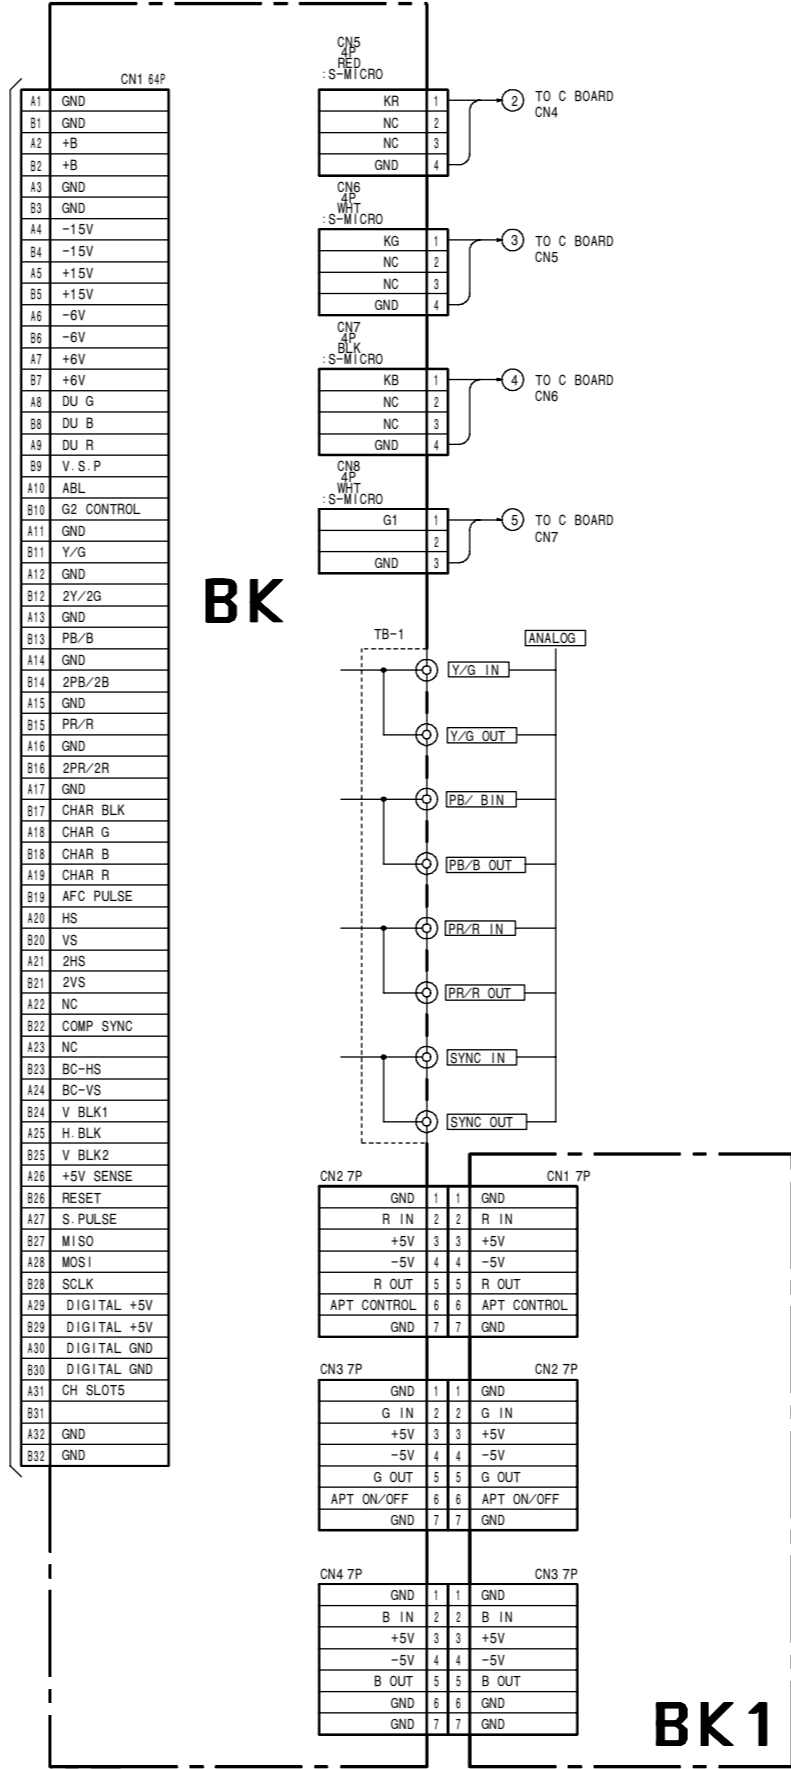 CN1 64P
A1 GND
B1 GND
A2 +B
B2 +B
A3 GND
B3 GND
A4 -15V
B4 -15V
A5 +15V
B5 +15V
A6 -6V
B6 -6V
A7 +6V
B7 +6V
A8 DU G
B8 DU B
A9 DU R
B9 V.S.P
A10 ABL
B10 G2 CONTROL
A11 GND
B11 Y/G
A12 GND
B12 2Y/2G
A13 GND
B13 PB/B
A14 GND
B14 2PB/2B
A15 GND
B15 PR/R
A16 GND
B16 2PR/2R
A17 GND
B17 CHAR BLK
A18 CHAR G
B18 CHAR B
A19 CHAR R
B19 AFC PULSE
A20 HS
B20 VS
A21 2HS
B21 2VS
A22 NC
B22 COMP SYNC
A23 NC
B23 BC-HS
A24 BC-VS
B24 V BLK1
A25 H.BLK
B25 V BLK2
A26 +5V SENSE
B26 RESET
A27 S.PULSE
B27 MISO
A28 MOSI
B28 SCLK
A29 DIGITAL +5V
B29 DIGITAL +5V
A30 DIGITAL GND
B30 DIGITAL GND
A31 CH SLOT5
B31
A32 GND
B32 GND
BK
CN5
4P
RED
:S-MICRO
KR 1
NC 2
NC 3
GND 4
2 TO C BOARD
CN4
CN6
4P
WHT
:S-MICRO
KG 1
NC 2
NC 3
GND 4
3 TO C BOARD
CN5
CN7
4P
BLK
:S-MICRO
KB 1
NC 2
NC 3
GND 4
4 TO C BOARD
CN6
CN8
4P
WHT
:S-MICRO
G1 1
2
GND 3
5 TO C BOARD
CN7
TB-1
ANALOG
Y/G IN
Y/G OUT
PB/ BIN
PB/B OUT
PR/R IN
PR/R OUT
SYNC IN
SYNC OUT
CN2 7P CN1 7P
GND 1 1 GND
R IN 2 2 R IN
+5V 3 3 +5V
-5V 4 4 -5V
R OUT 5 5 R OUT
APT CONTROL 6 6 APT CONTROL
GND 7 7 GND
CN3 7P CN2 7P
GND 1 1 GND
G IN 2 2 G IN
+5V 3 3 +5V
-5V 4 4 -5V
G OUT 5 5 G OUT
APT ON/OFF 6 6 APT ON/OFF
GND 7 7 GND
CN4 7P CN3 7P
GND 1 1 GND
B IN 2 2 B IN
+5V 3 3 +5V
-5V 4 4 -5V
B OUT 5 5 B OUT
GND 6 6 GND
GND 7 7 GND
BK1